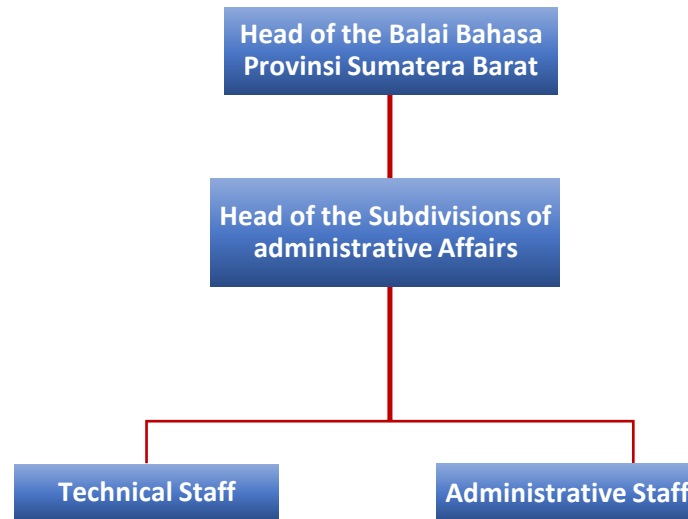 Head of the Balai Bahasa
Provinsi Sumatera Barat
Head of the Subdivisions of
administrative Affairs
Technical Staff
Administrative Staff